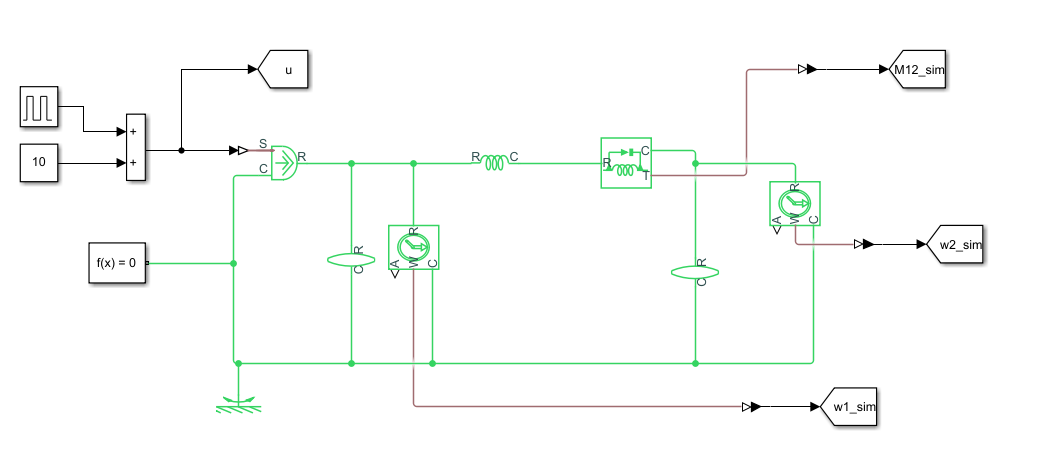 u
M12_sim
+
10
+
S
R
C
R
C
R
C
T
R
A
W
C
R
A
W
C
w2_sim
f(x) = 0
R
C
R
C
w1_sim